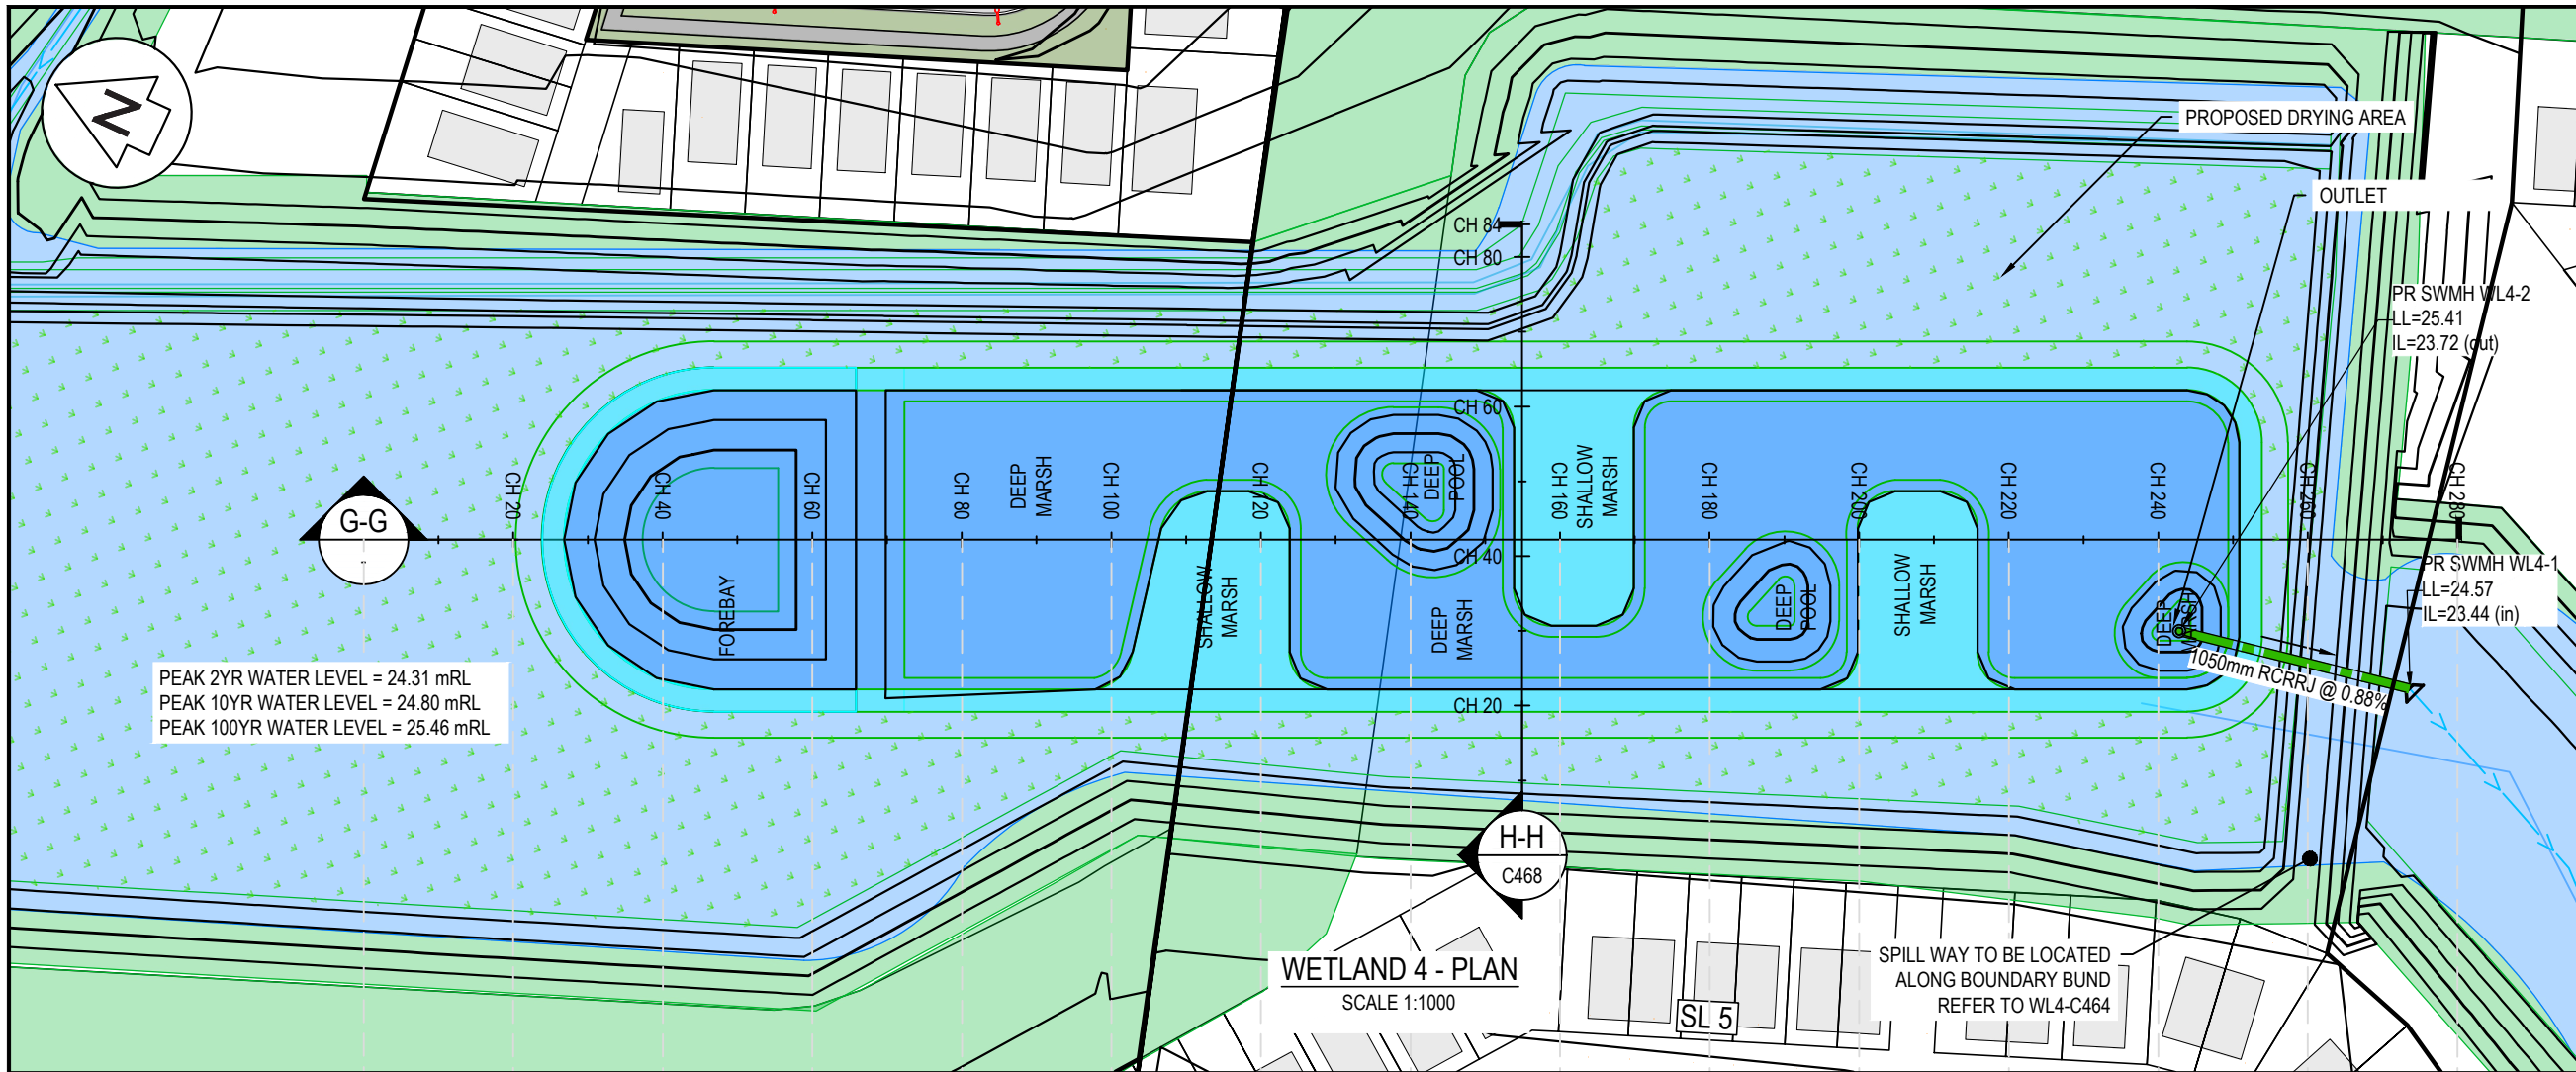 N
PROPOSED DRYING AREA
OUTLET
CH 84
CH 80
PR SWMH WL4-2
LL=25.41
IL=23.72 (out)
CH 60
CH 40
CH 20
G-G
-
CH 20
CH 40
CH 60
CH 80
CH 100
CH 120
CH 140
CH 160
CH 180
CH 200
CH 220
CH 240
CH 260
CH 280
FOREBAY
DEEP
MARSH
SHALLOW
MARSH
DEEP
POOL
DEEP
MARSH
SHALLOW
MARSH
DEEP
POOL
SHALLOW
MARSH
DEEP
MARSH
PR SWMH WL4-1
LL=24.57
IL=23.44 (in)
1050mm RCRRJ @ 0.88%
PEAK 2YR WATER LEVEL = 24.31 mRL
PEAK 10YR WATER LEVEL = 24.80 mRL
PEAK 100YR WATER LEVEL = 25.46 mRL
H-H
C468
WETLAND 4 - PLAN
SCALE 1:1000
SL 5
SPILL WAY TO BE LOCATED
ALONG BOUNDARY BUND
REFER TO WL4-C464